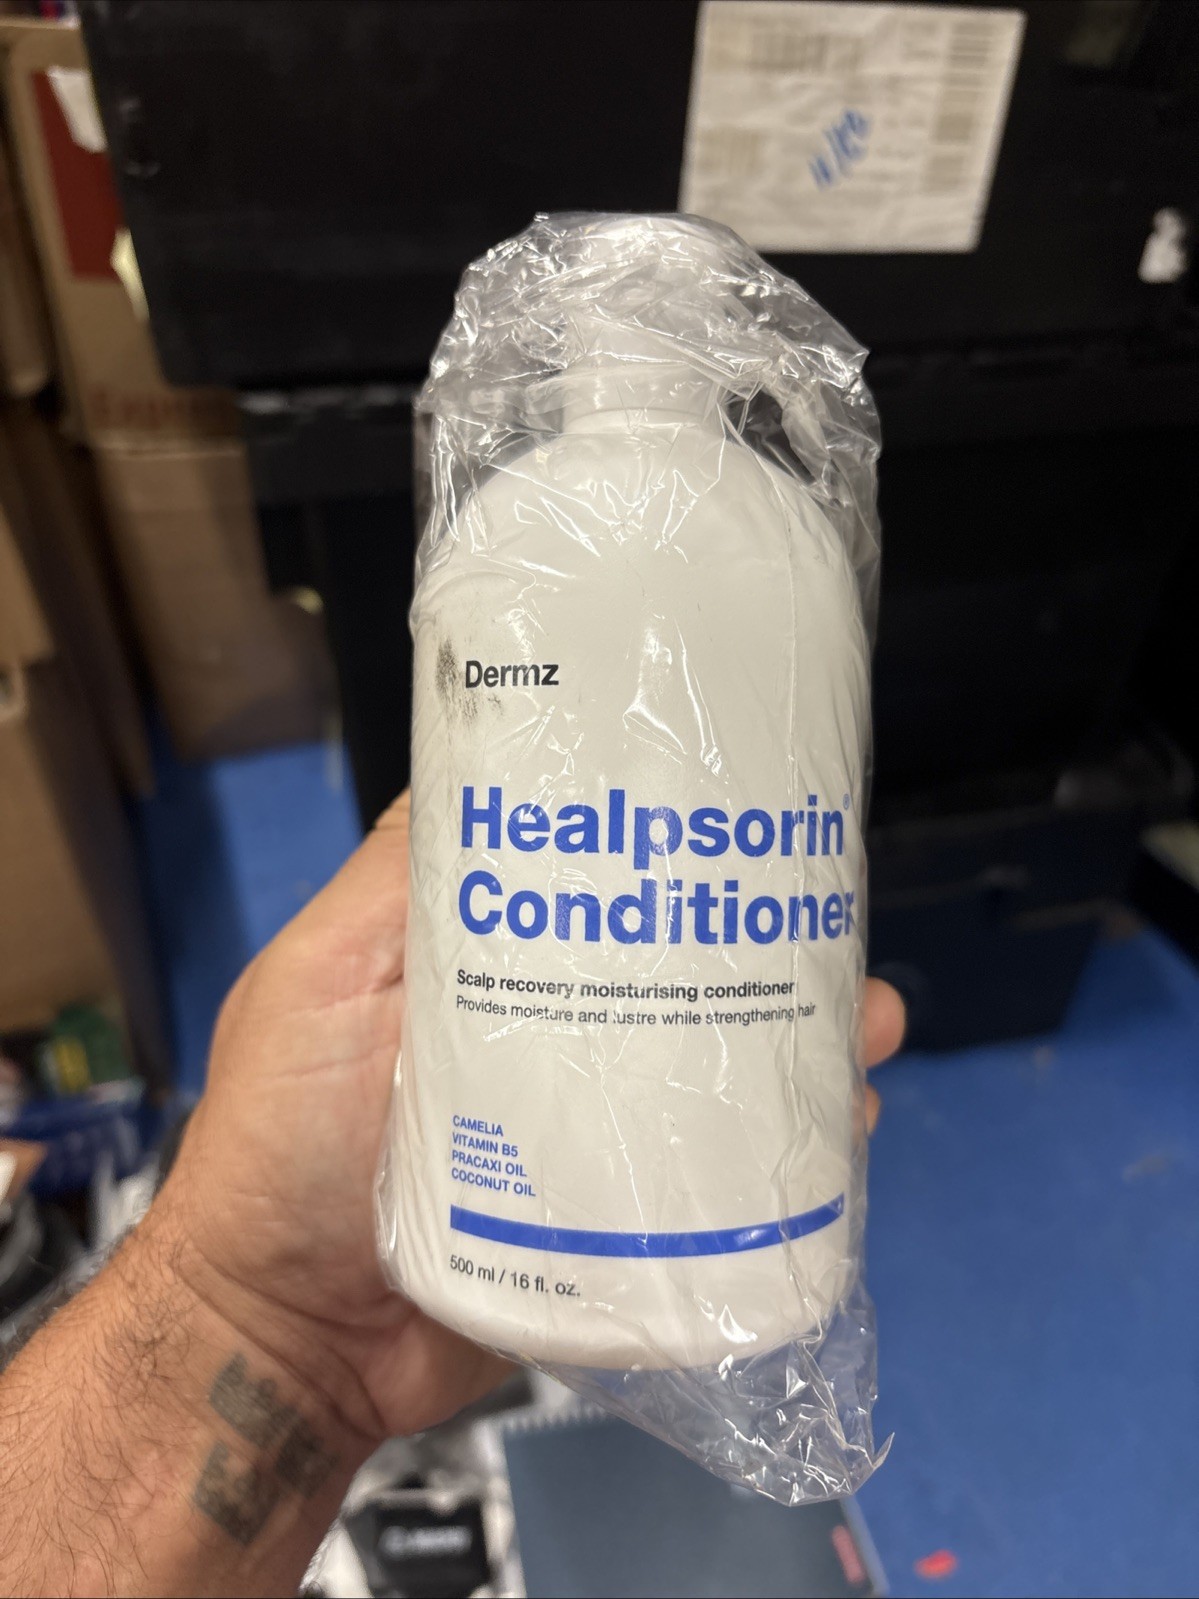 Dermz
Healpsorin®
Conditioner
Scalp recovery moisturising conditioner
Provides moisture and lustre while strengthening hair
CAMELIA
VITAMIN B5
PRACAXI OIL
COCONUT OIL
500 ml / 16 fl. oz.